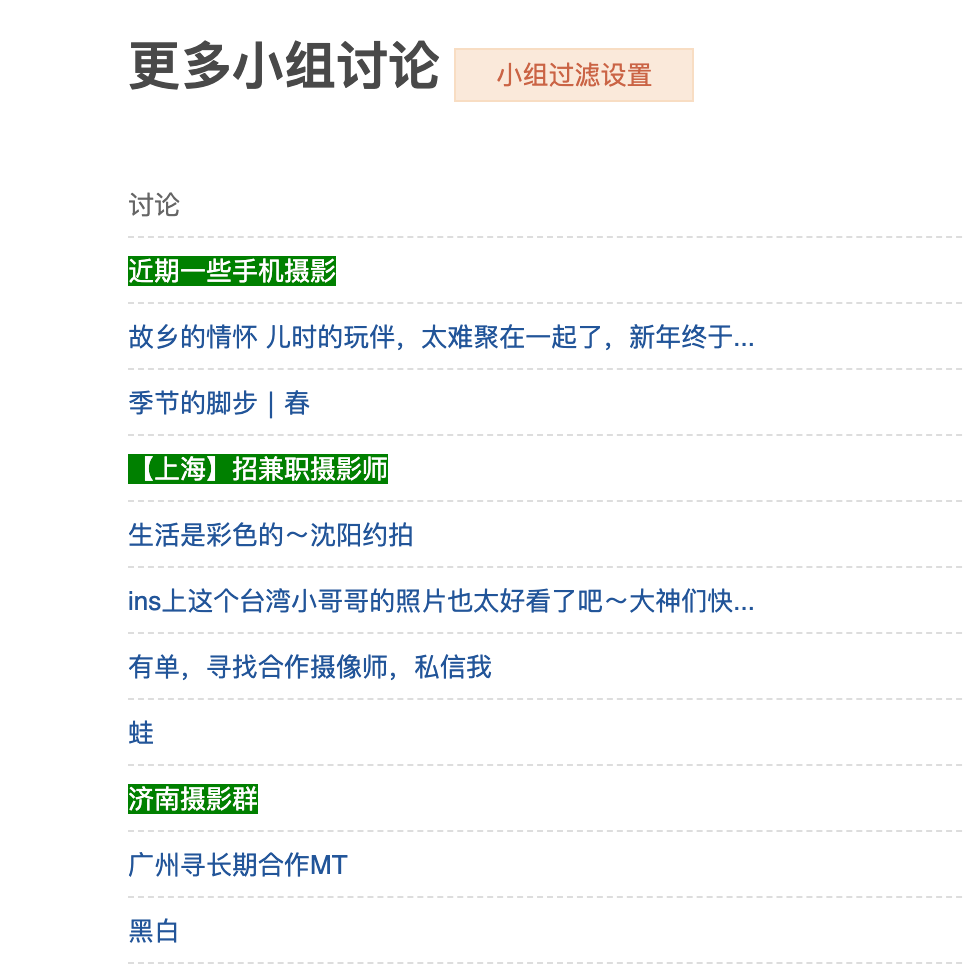 更多小组讨论 小组过滤设置
讨论
近期一些手机摄影
故乡的情怀 儿时的玩伴，太难聚在一起了，新年终于...
季节的脚步 | 春
【上海】招兼职摄影师
生活是彩色的～沈阳约拍
ins上这个台湾小哥哥的照片也太好看了吧～大神们快...
有单，寻找合作摄像师，私信我
蛙
济南摄影群
广州寻长期合作MT
黑白